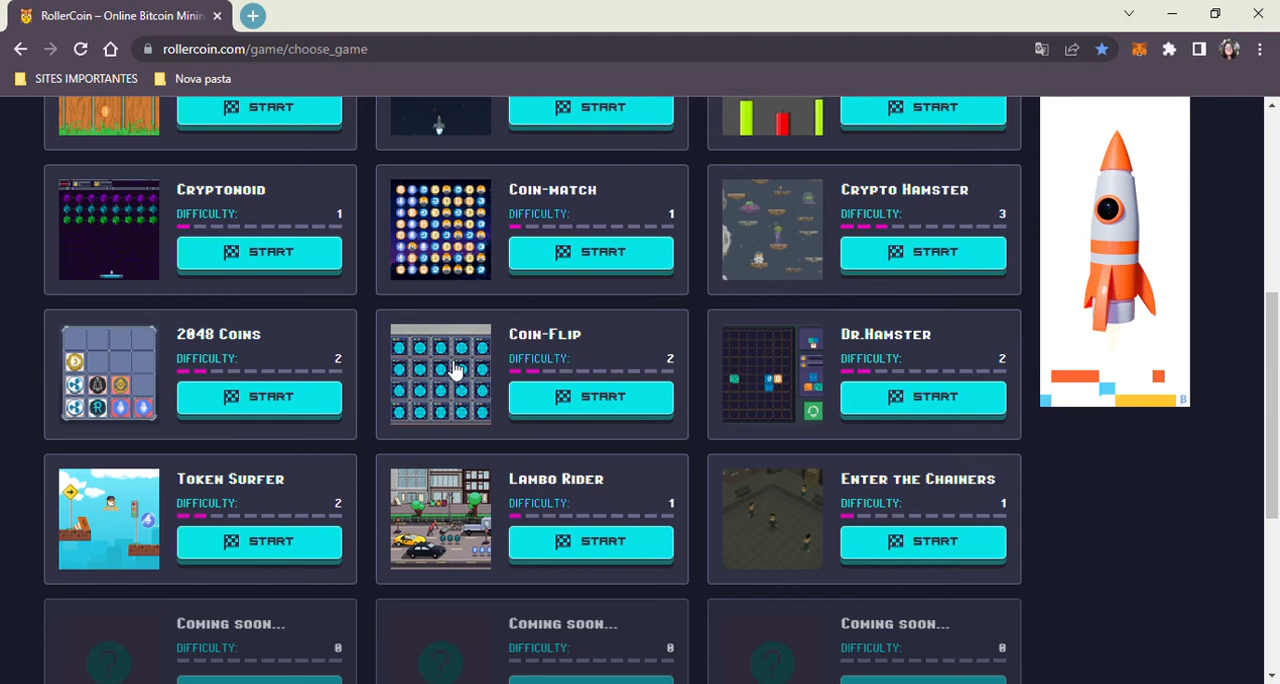 RollerCoin – Online Bitcoin Minin
rollercoin.com/game/choose_game
SITES IMPORTANTES Nova pasta
START START START
Cryptonoid
DIFFICULTY: 1
START
Coin-match
DIFFICULTY: 1
START
Crypto Hamster
DIFFICULTY: 3
START
2048 Coins
DIFFICULTY: 2
START
Coin-Flip
DIFFICULTY: 2
START
Dr.Hamster
DIFFICULTY: 2
START
Token Surfer
DIFFICULTY: 2
START
Lambo Rider
DIFFICULTY: 1
START
Enter the Chainers
DIFFICULTY: 1
START
Coming soon...
DIFFICULTY: 0
Coming soon...
DIFFICULTY: 0
Coming soon...
DIFFICULTY: 0
B